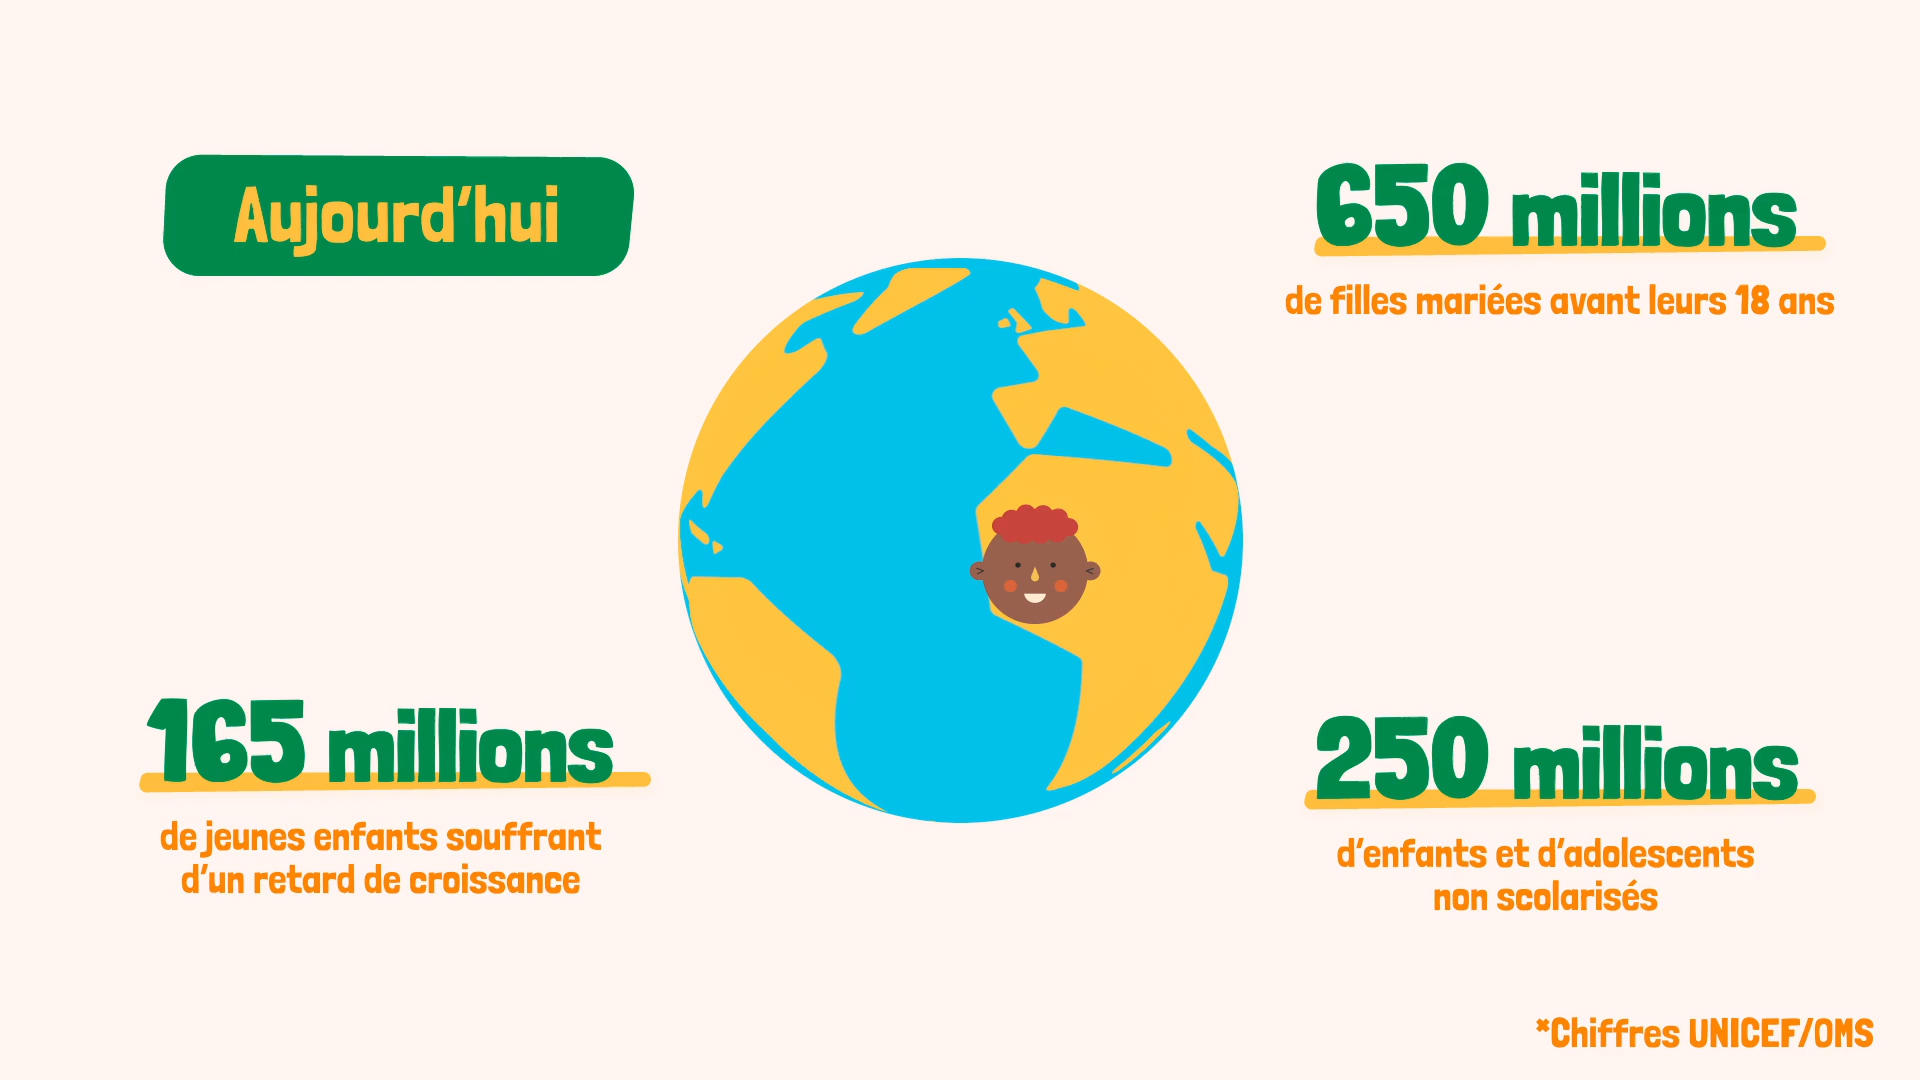 Aujourd'hui
650 millions
de filles mariées avant leurs 18 ans
165 millions
de jeunes enfants souffrant
d'un retard de croissance
250 millions
d'enfants et d'adolescents
non scolarisés
*Chiffres UNICEF/OMS